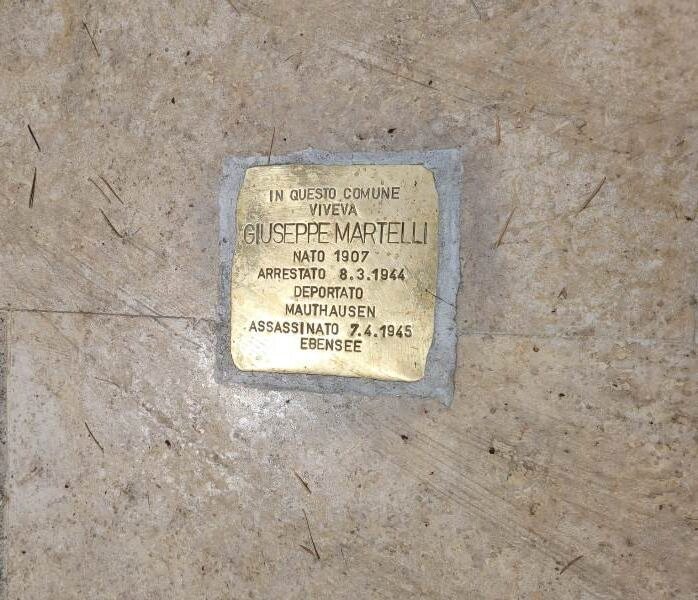 IN QUESTO COMUNE
VIVEVA
GIUSEPPE MARTELLI
NATO 1907
ARRESTATO 8.3.1944
DEPORTATO
MAUTHAUSEN
ASSASSINATO 7.4.1945
EBENSEE